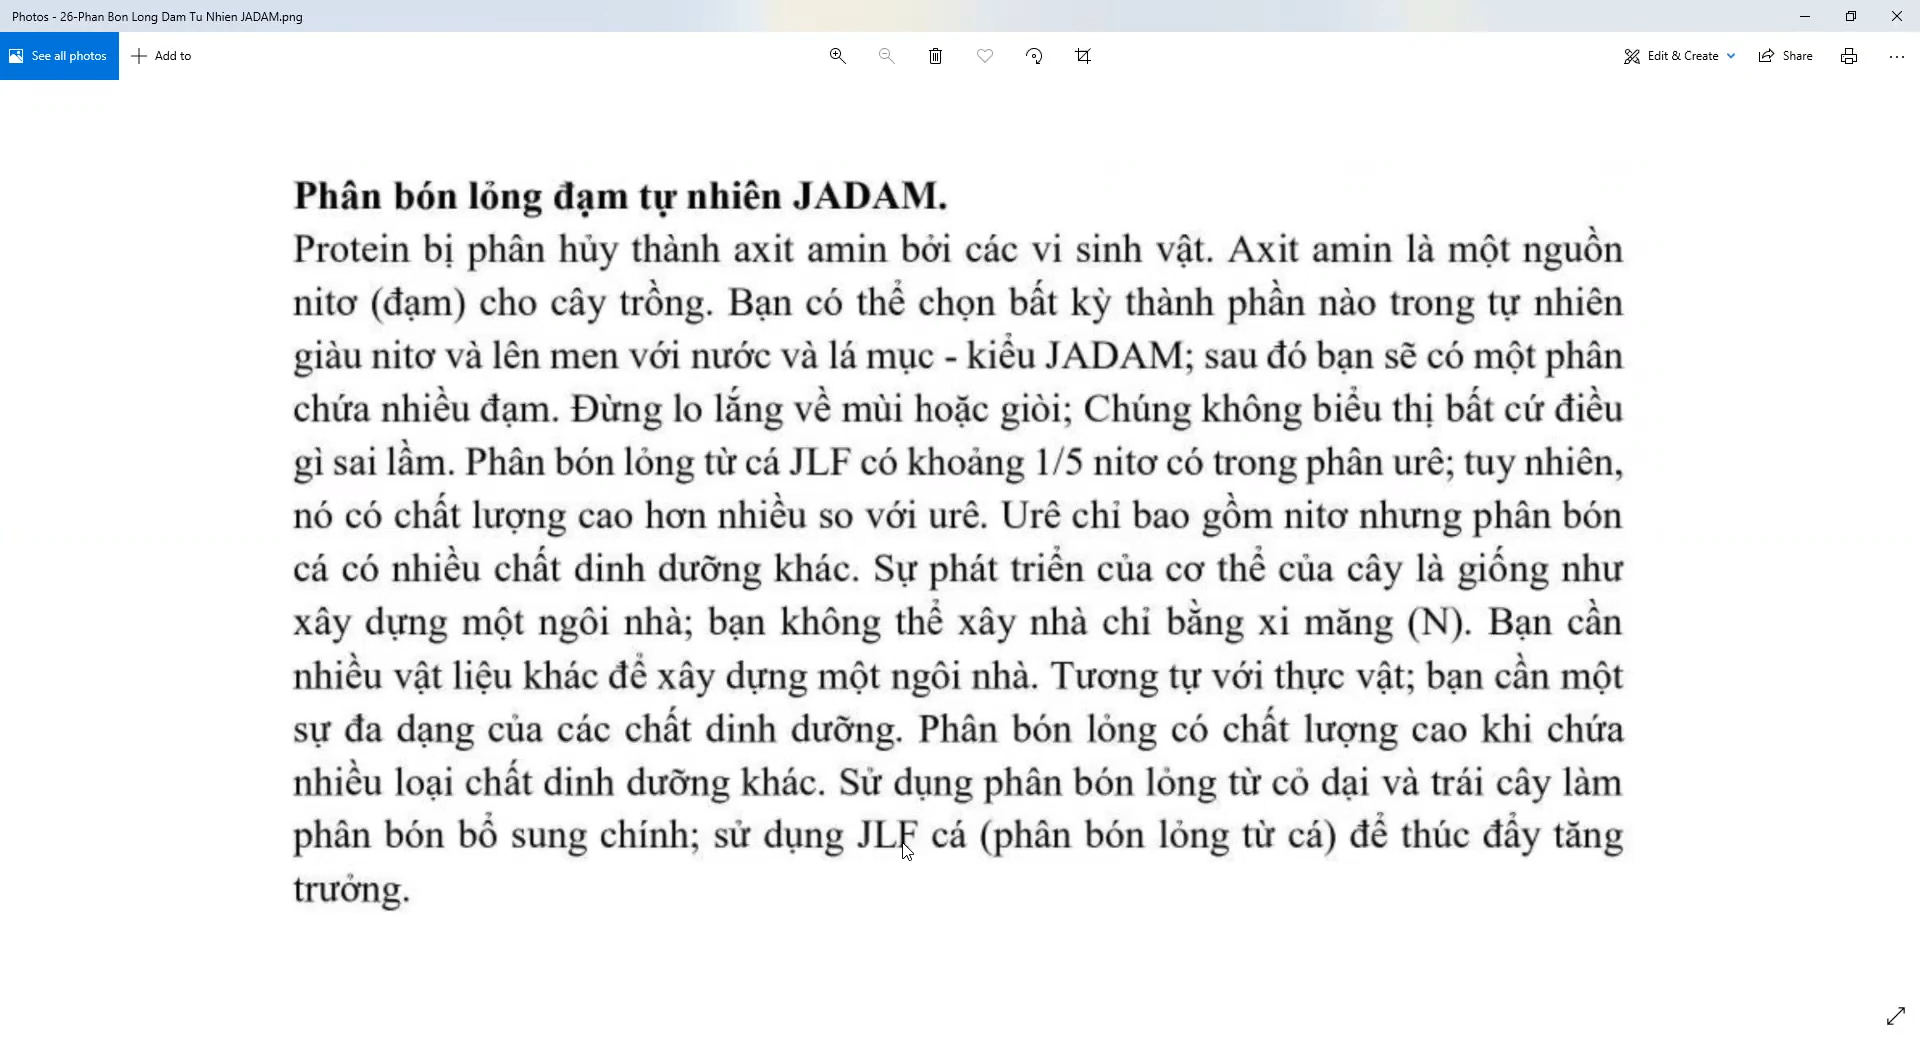 Photos - 26-Phan Bon Long Dam Tu Nhien JADAM.png
See all photos
Add to
Edit & Create
Share
Phân bón lỏng đạm tự nhiên JADAM.
Protein bị phân hủy thành axit amin bởi các vi sinh vật. Axit amin là một nguồn
nitơ (đạm) cho cây trồng. Bạn có thể chọn bất kỳ thành phần nào trong tự nhiên
giàu nitơ và lên men với nước và lá mục - kiểu JADAM; sau đó bạn sẽ có một phân
chứa nhiều đạm. Đừng lo lắng về mùi hoặc giòi; Chúng không biểu thị bất cứ điều
gì sai lầm. Phân bón lỏng từ cá JLF có khoảng 1/5 nitơ có trong phân urê; tuy nhiên,
nó có chất lượng cao hơn nhiều so với urê. Urê chỉ bao gồm nitơ nhưng phân bón
cá có nhiều chất dinh dưỡng khác. Sự phát triển của cơ thể của cây là giống như
xây dựng một ngôi nhà; bạn không thể xây nhà chỉ bằng xi măng (N). Bạn cần
nhiều vật liệu khác để xây dựng một ngôi nhà. Tương tự với thực vật; bạn cần một
sự đa dạng của các chất dinh dưỡng. Phân bón lỏng có chất lượng cao khi chứa
nhiều loại chất dinh dưỡng khác. Sử dụng phân bón lỏng từ cỏ dại và trái cây làm
phân bón bổ sung chính; sử dụng JLF cá (phân bón lỏng từ cá) để thúc đẩy tăng
trưởng.